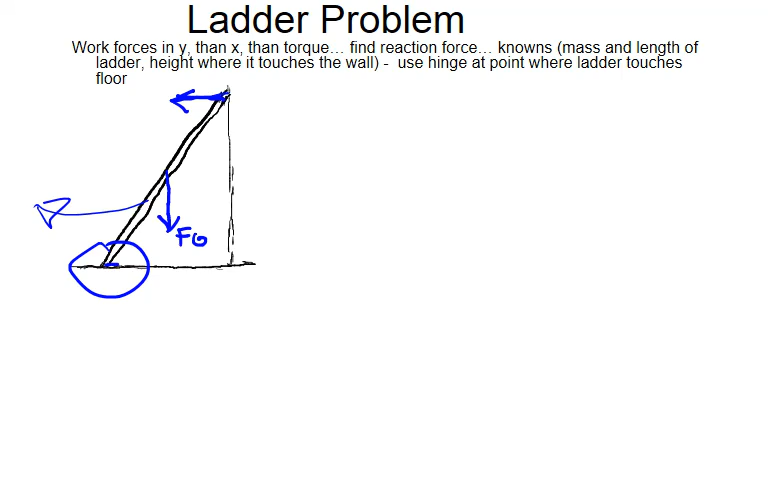 Ladder Problem
Work forces in y, than x, than torque... find reaction force... knowns (mass and length of
ladder, height where it touches the wall) - use hinge at point where ladder touches
floor
FG